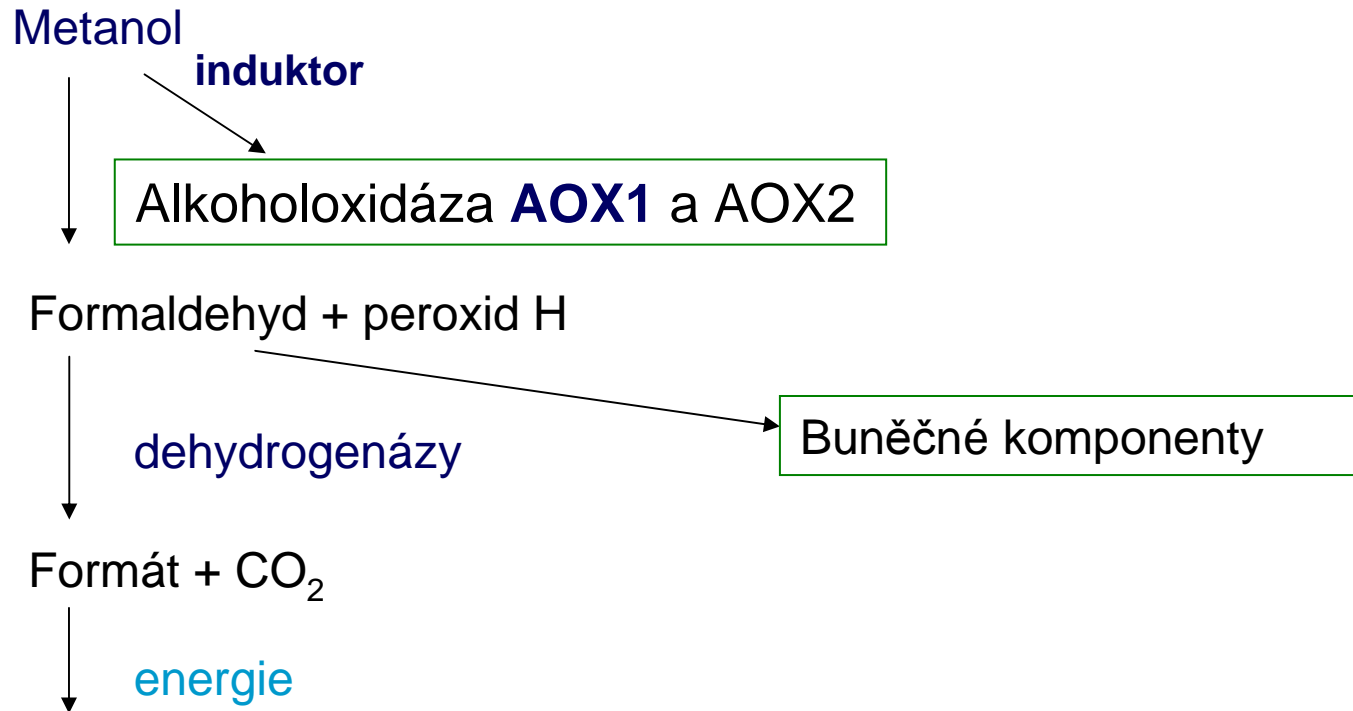 Metanol
induktor
Alkoholoxidáza AOX1 a AOX2
Formaldehyd + peroxid H
dehydrogenázy
Buněčné komponenty
Formát + CO₂
energie